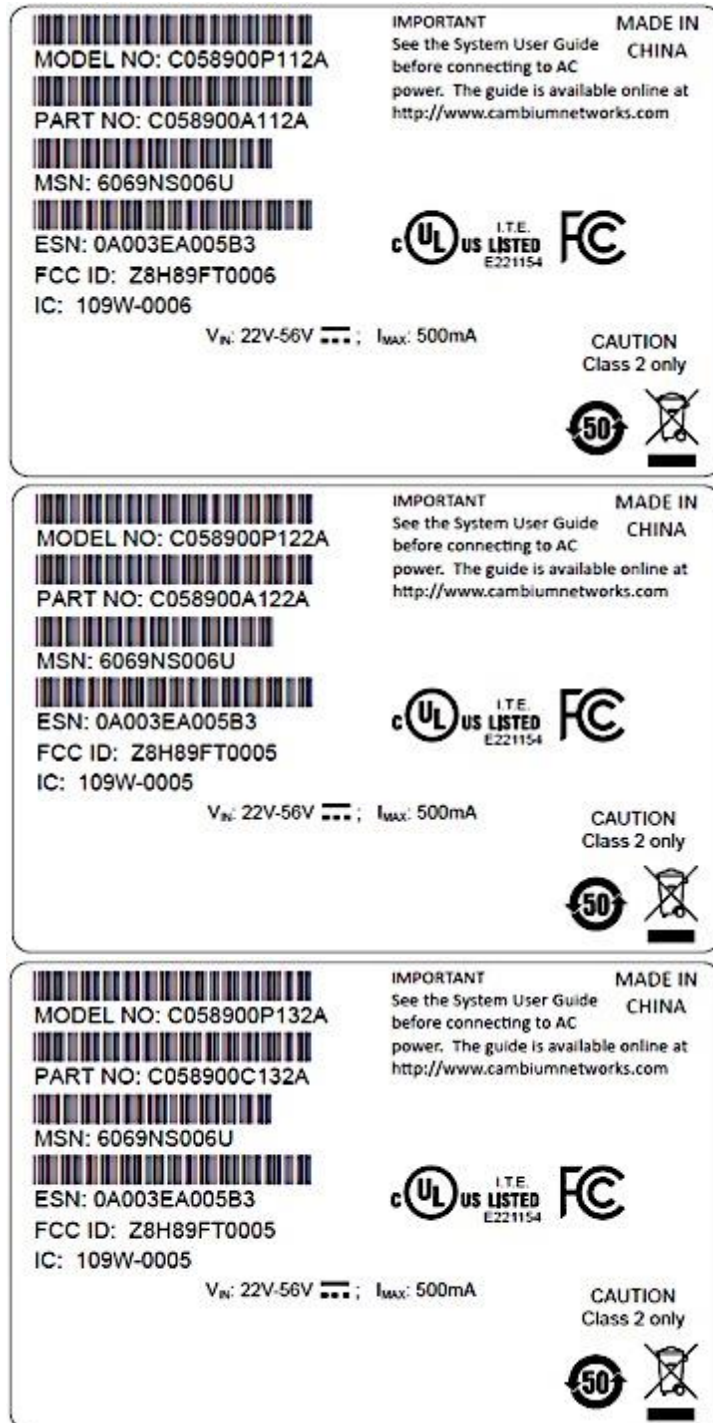 MODEL NO: C058900P112A
PART NO: C058900A112A
MSN: 6069NS006U
ESN: 0A003EA005B3
FCC ID: Z8H89FT0006
IC: 109W-0006
IMPORTANT
See the System User Guide
before connecting to AC
power. The guide is available online at
http://www.cambiumnetworks.com
MADE IN
CHINA
C UL US LISTED
I.T.E.
E221154
FC
VIN: 22V-56V ; IMAX: 500mA
CAUTION
Class 2 only
50
MODEL NO: C058900P122A
PART NO: C058900A122A
MSN: 6069NS006U
ESN: 0A003EA005B3
FCC ID: Z8H89FT0005
IC: 109W-0005
IMPORTANT
See the System User Guide
before connecting to AC
power. The guide is available online at
http://www.cambiumnetworks.com
MADE IN
CHINA
C UL US LISTED
I.T.E.
E221154
FC
VIN: 22V-56V ; IMAX: 500mA
CAUTION
Class 2 only
50
MODEL NO: C058900P132A
PART NO: C058900C132A
MSN: 6069NS006U
ESN: 0A003EA005B3
FCC ID: Z8H89FT0005
IC: 109W-0005
IMPORTANT
See the System User Guide
before connecting to AC
power. The guide is available online at
http://www.cambiumnetworks.com
MADE IN
CHINA
C UL US LISTED
I.T.E.
E221154
FC
VIN: 22V-56V ; IMAX: 500mA
CAUTION
Class 2 only
50